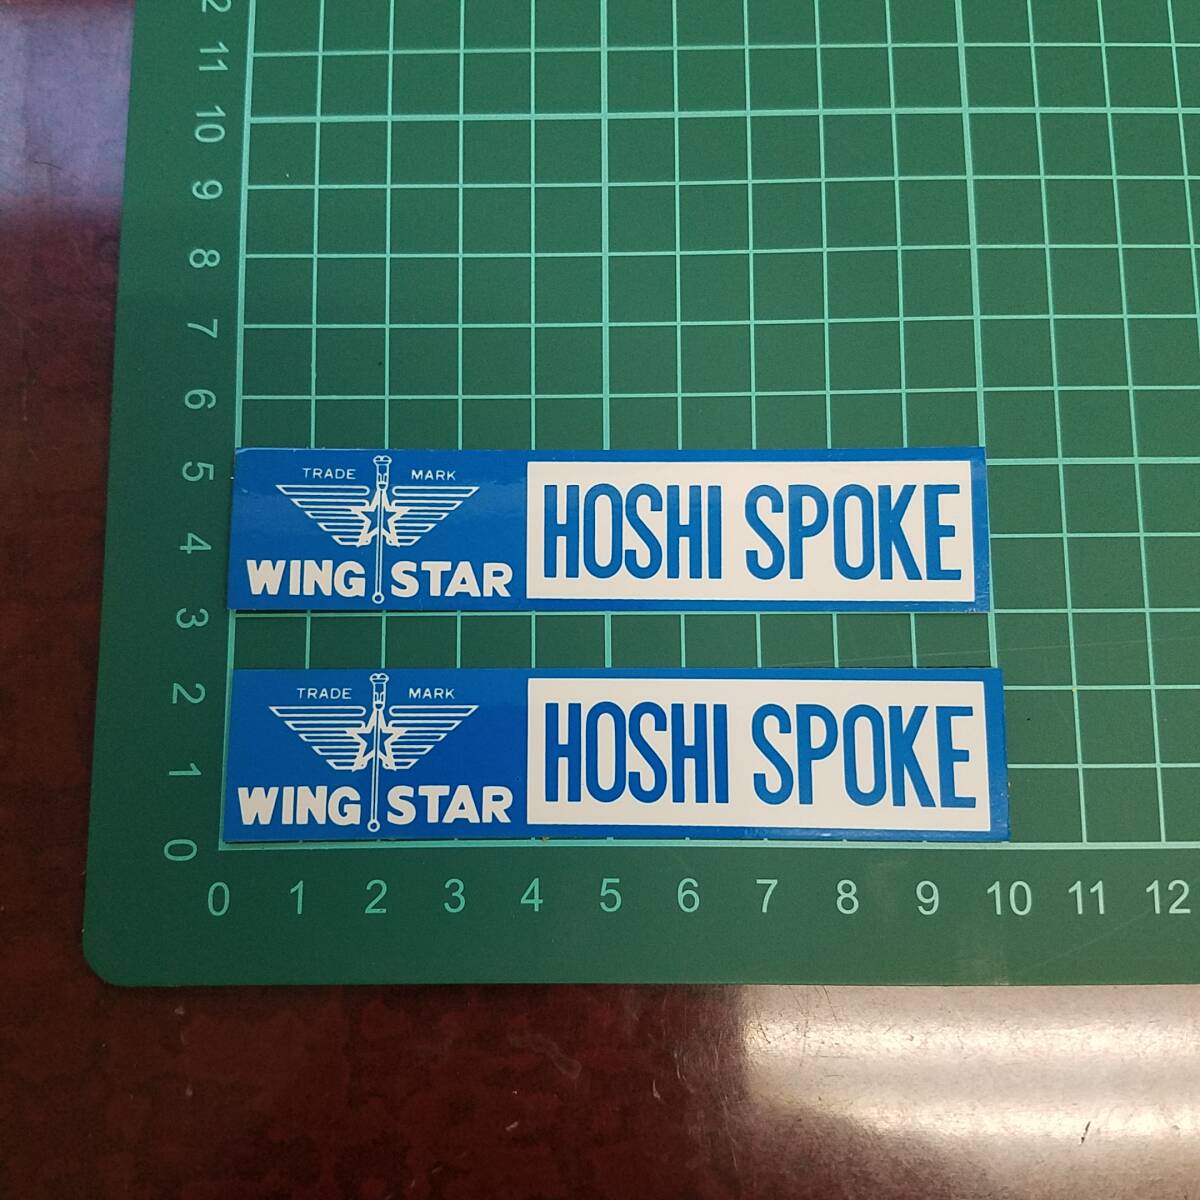 12
11
10
9
8
7
6
5
4
3
2
1
0
TRADE MARK
WING STAR
HOSHI SPOKE
TRADE MARK
WING STAR
HOSHI SPOKE
0 1 2 3 4 5 6 7 8 9 10 11 12